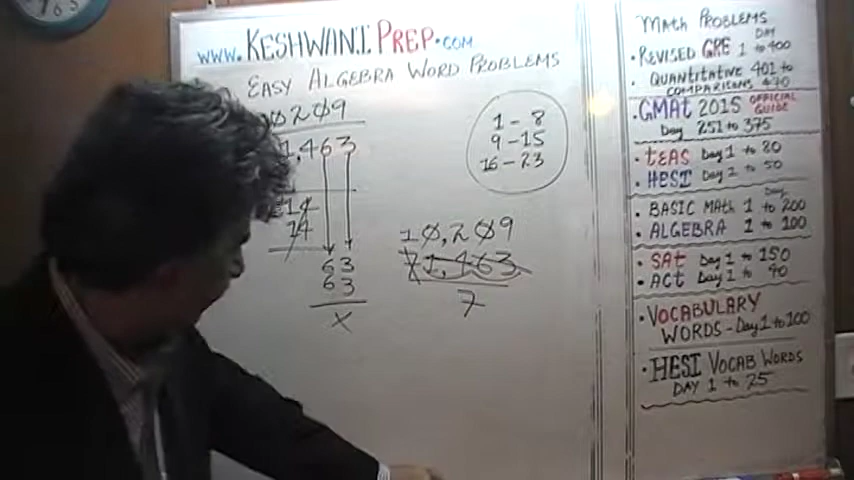 www.KESHWANI PREP.COM
EASY ALGEBRA WORD PROBLEMS
0209
1,463
14
14
63
63
X
1 - 8
9 - 15
16 - 23
10,209
71,463
7
MATH PROBLEMS
DAY
• REVISED GRE 1 to 400
QUANTITATIVE 401 to
COMPARISONS
• GMAT 2015 OFFICIAL GUIDE
Day 251 to 375
• TEAS Day 1 to 80
• HESI Day 1 to 50
Day
• BASIC MATH 1 to 200
• ALGEBRA 1 to 100
• SAT Day 1 to 150
• ACT Day 1 to 90
• VOCABULARY
WORDS - Day 1 to 100
• HESI VOCAB WORDS
DAY 1 to 25